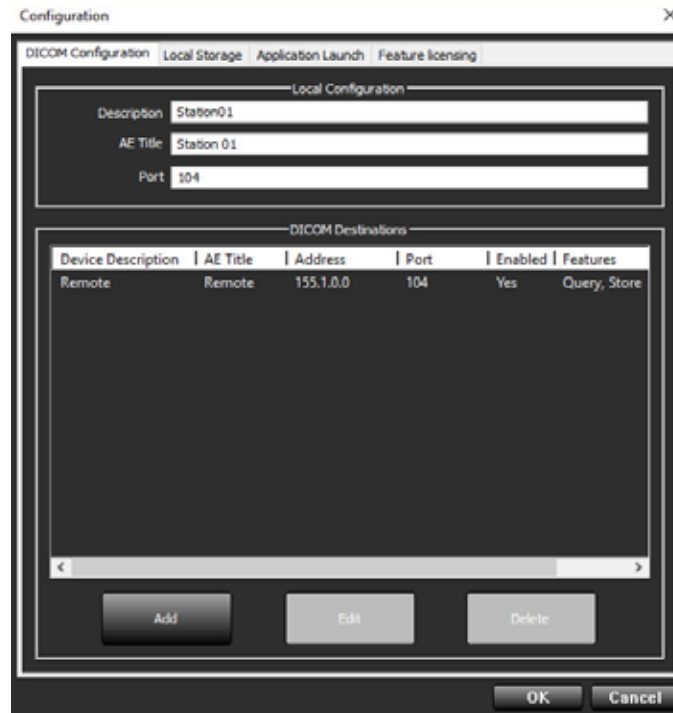 Configuration
DICOM Configuration Local Storage Application Launch Feature licensing
Local Configuration
Description Station01
AE Title Station 01
Port 104
DICOM Destinations
Device Description AE Title Address Port Enabled Features
Remote Remote 155.1.0.0 104 Yes Query, Store
Add Edit Delete
OK Cancel